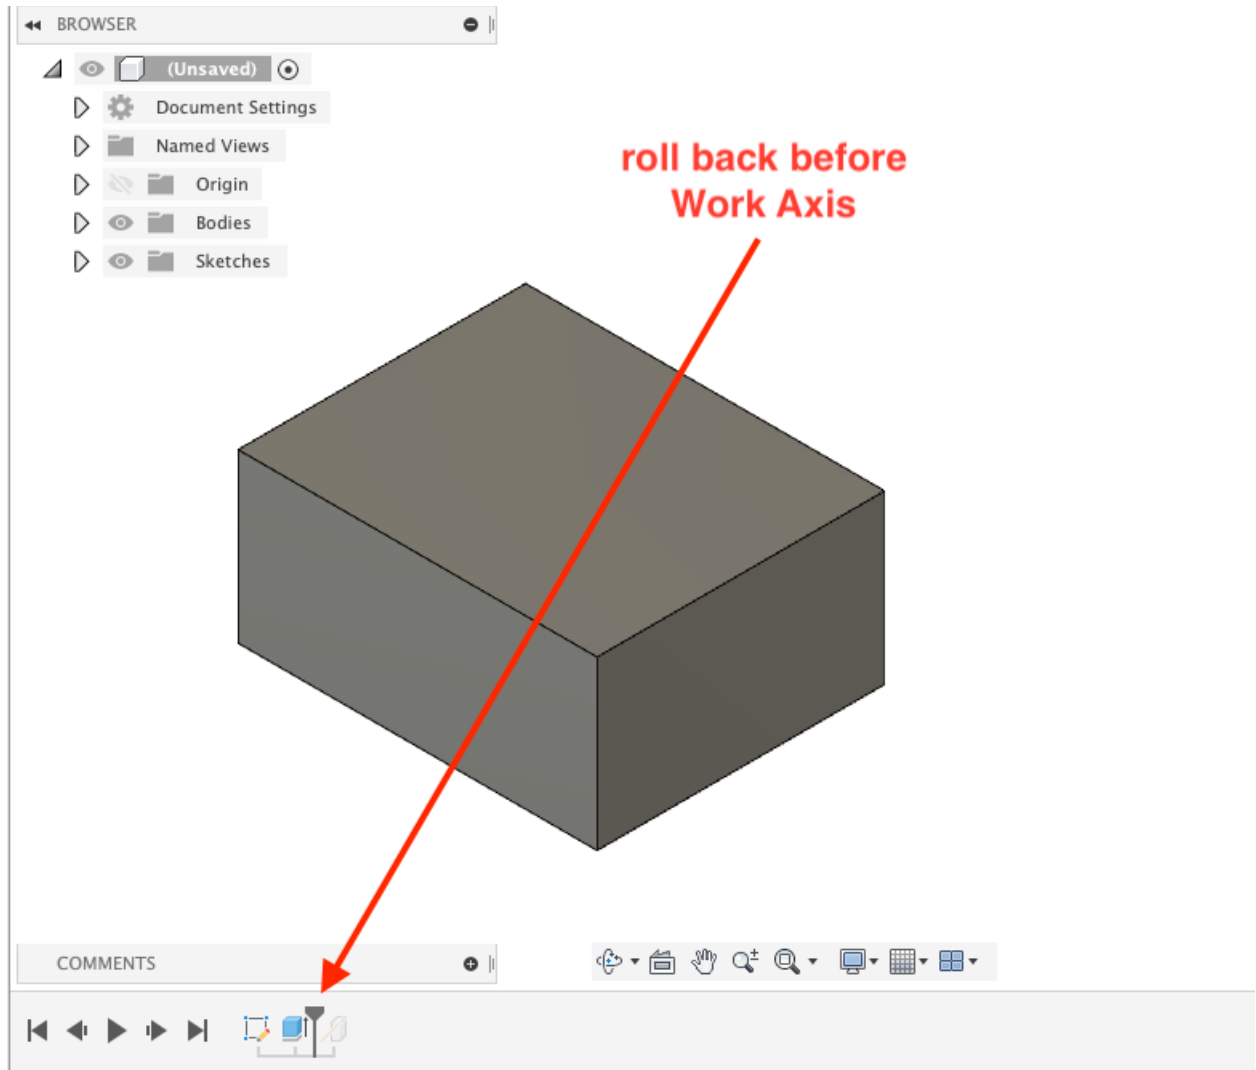 BROWSER
(Unsaved)
Document Settings
Named Views
Origin
Bodies
Sketches
roll back before
Work Axis
COMMENTS